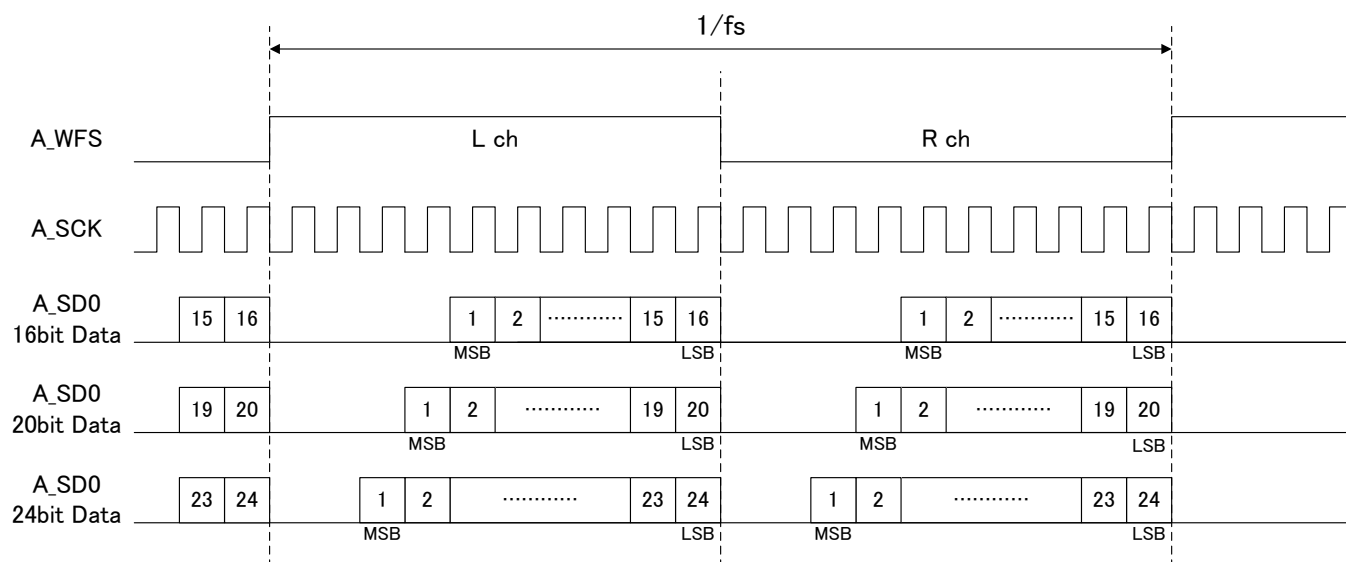 1/fs
A_WFS
L ch
R ch
A_SCK
A_SD0
16bit Data
15 16 1 2 ………… 15 16 1 2 ………… 15 16
MSB LSB MSB LSB
A_SD0
20bit Data
19 20 1 2 ………… 19 20 1 2 ………… 19 20
MSB LSB MSB LSB
A_SD0
24bit Data
23 24 1 2 ………… 23 24 1 2 ………… 23 24
MSB LSB MSB LSB